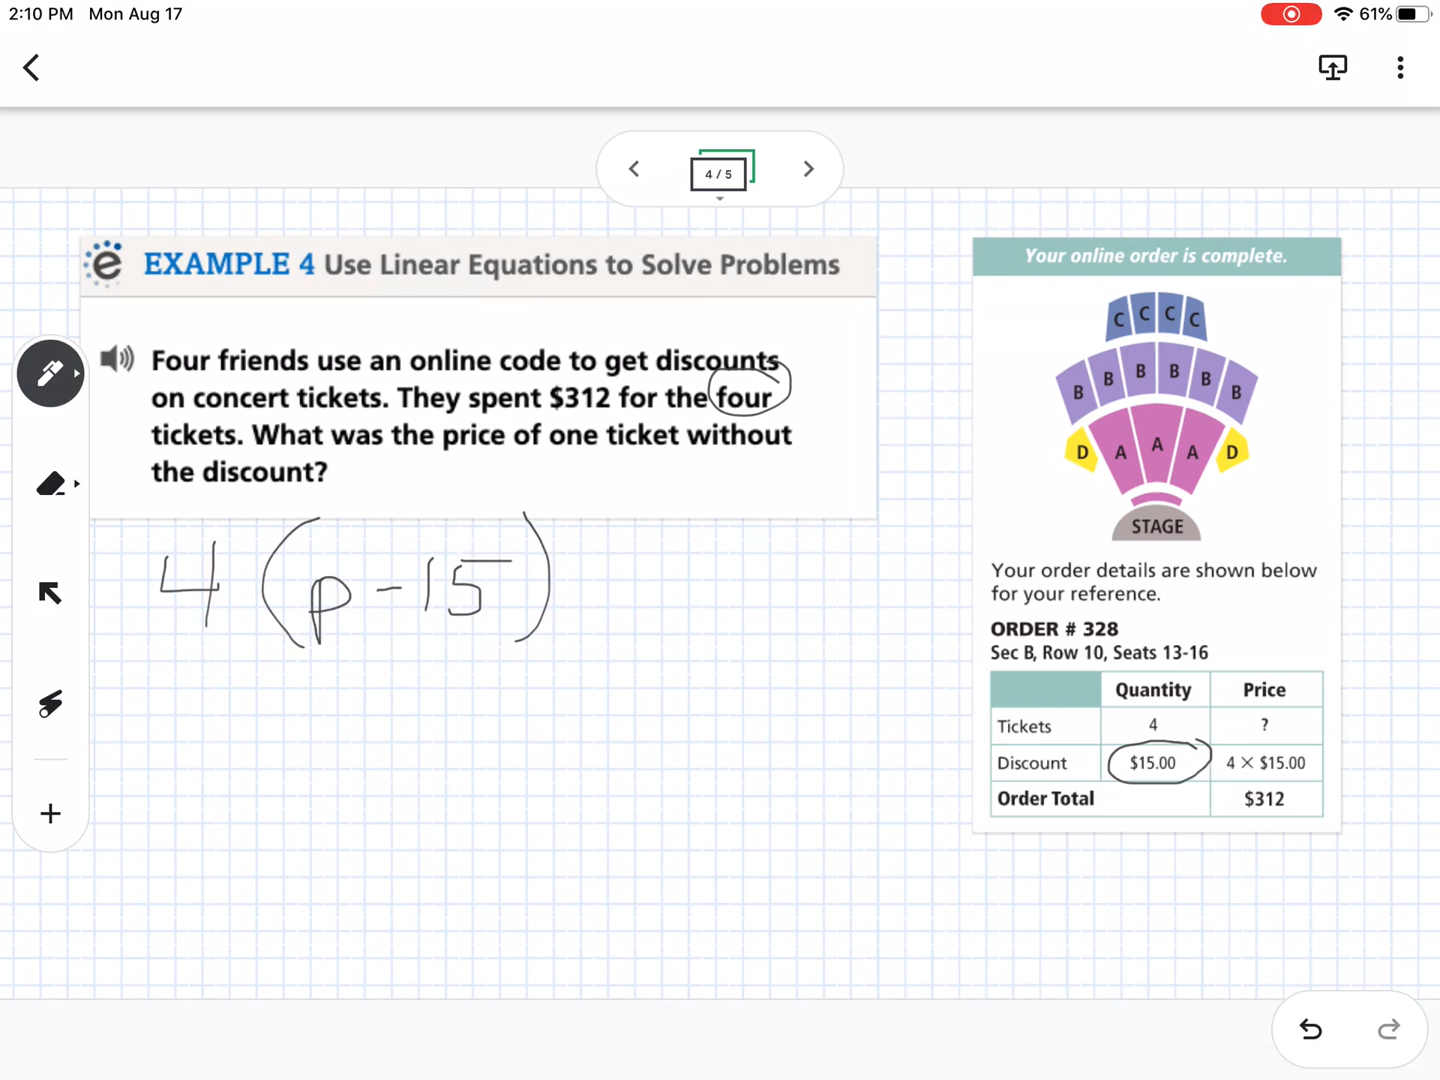 2:10 PM Mon Aug 17
61%
4 / 5
e EXAMPLE 4 Use Linear Equations to Solve Problems
Four friends use an online code to get discounts
on concert tickets. They spent $312 for the four
tickets. What was the price of one ticket without
the discount?
4 (p - 15)
Your online order is complete.
C C C C
B B B B B B
D A A A D
STAGE
Your order details are shown below
for your reference.
ORDER # 328
Sec B, Row 10, Seats 13-16
Quantity Price
Tickets 4 ?
Discount $15.00 4 × $15.00
Order Total $312